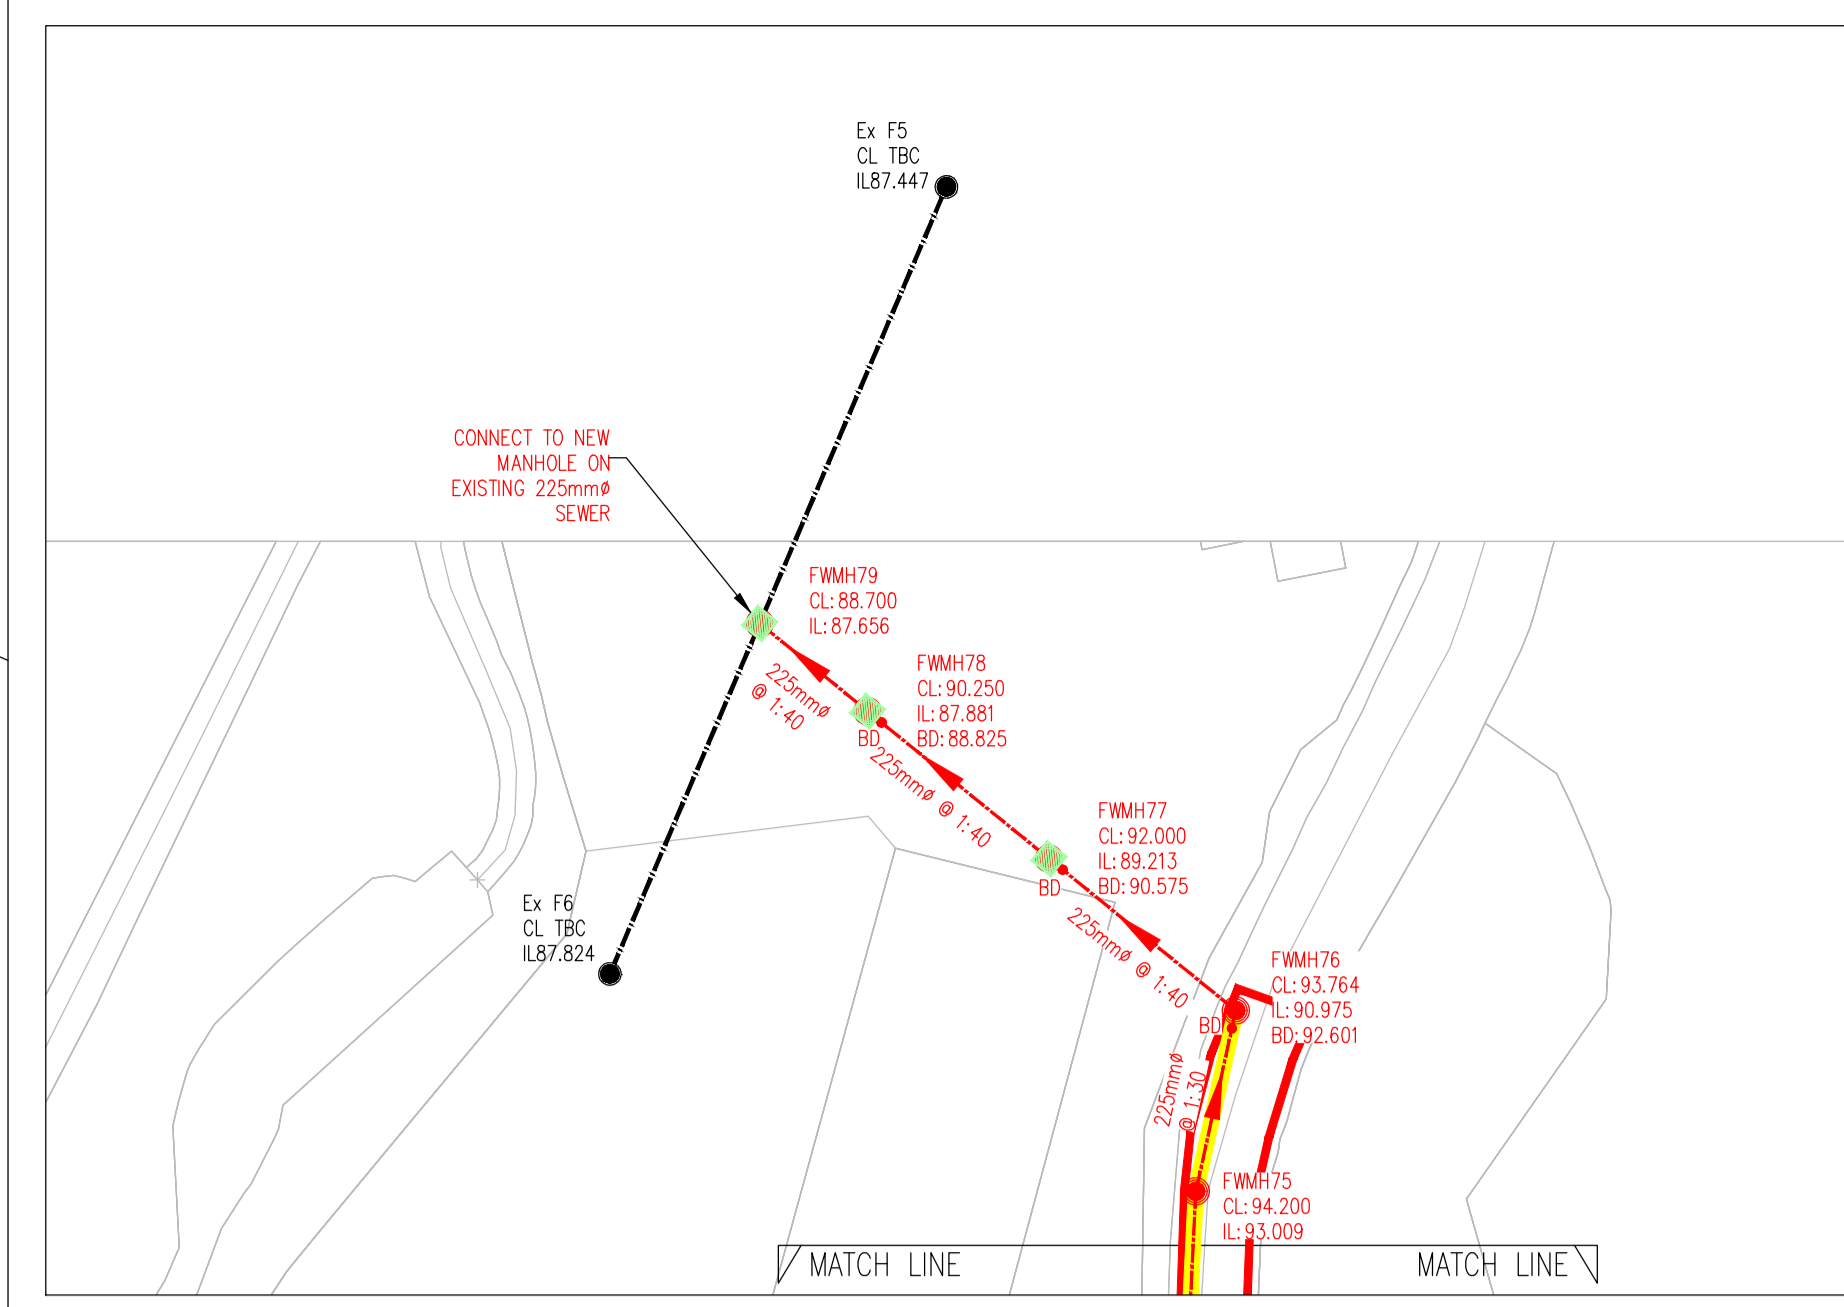 Ex F5
CL TBC
IL87.447
CONNECT TO NEW
MANHOLE ON
EXISTING 225mmø
SEWER
FWMH79
CL: 88.700
IL: 87.656
225mmø
@ 1: 40
FWMH78
CL: 90.250
IL: 87.881
BD: 88.825
BD
225mmø @ 1: 40
FWMH77
CL: 92.000
IL: 89.213
BD: 90.575
BD
225mmø @ 1: 40
Ex F6
CL TBC
IL87.824
FWMH76
CL: 93.764
IL: 90.975
BD: 92.601
BD
225mmø
@ 1: 30
FWMH75
CL: 94.200
IL: 93.009
MATCH LINE
MATCH LINE